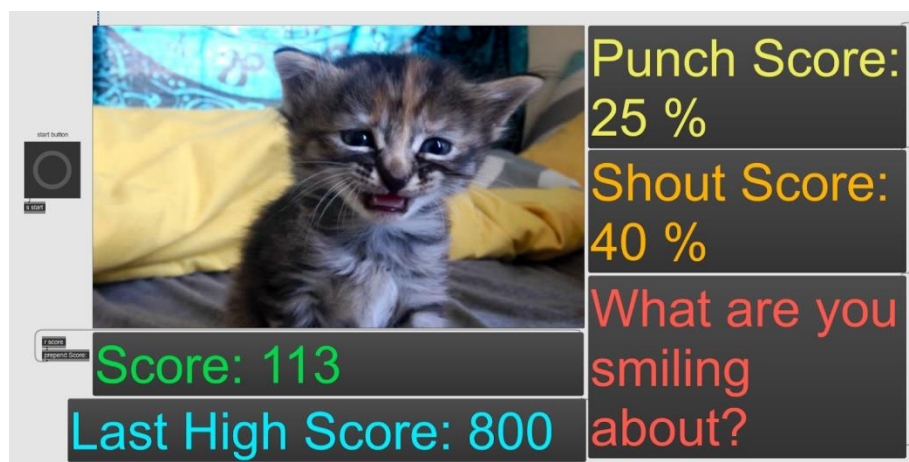 start button
s start
Punch Score:
25 %
Shout Score:
40 %
What are you
smiling
about?
r score
prepend Score:
Score: 113
Last High Score: 800